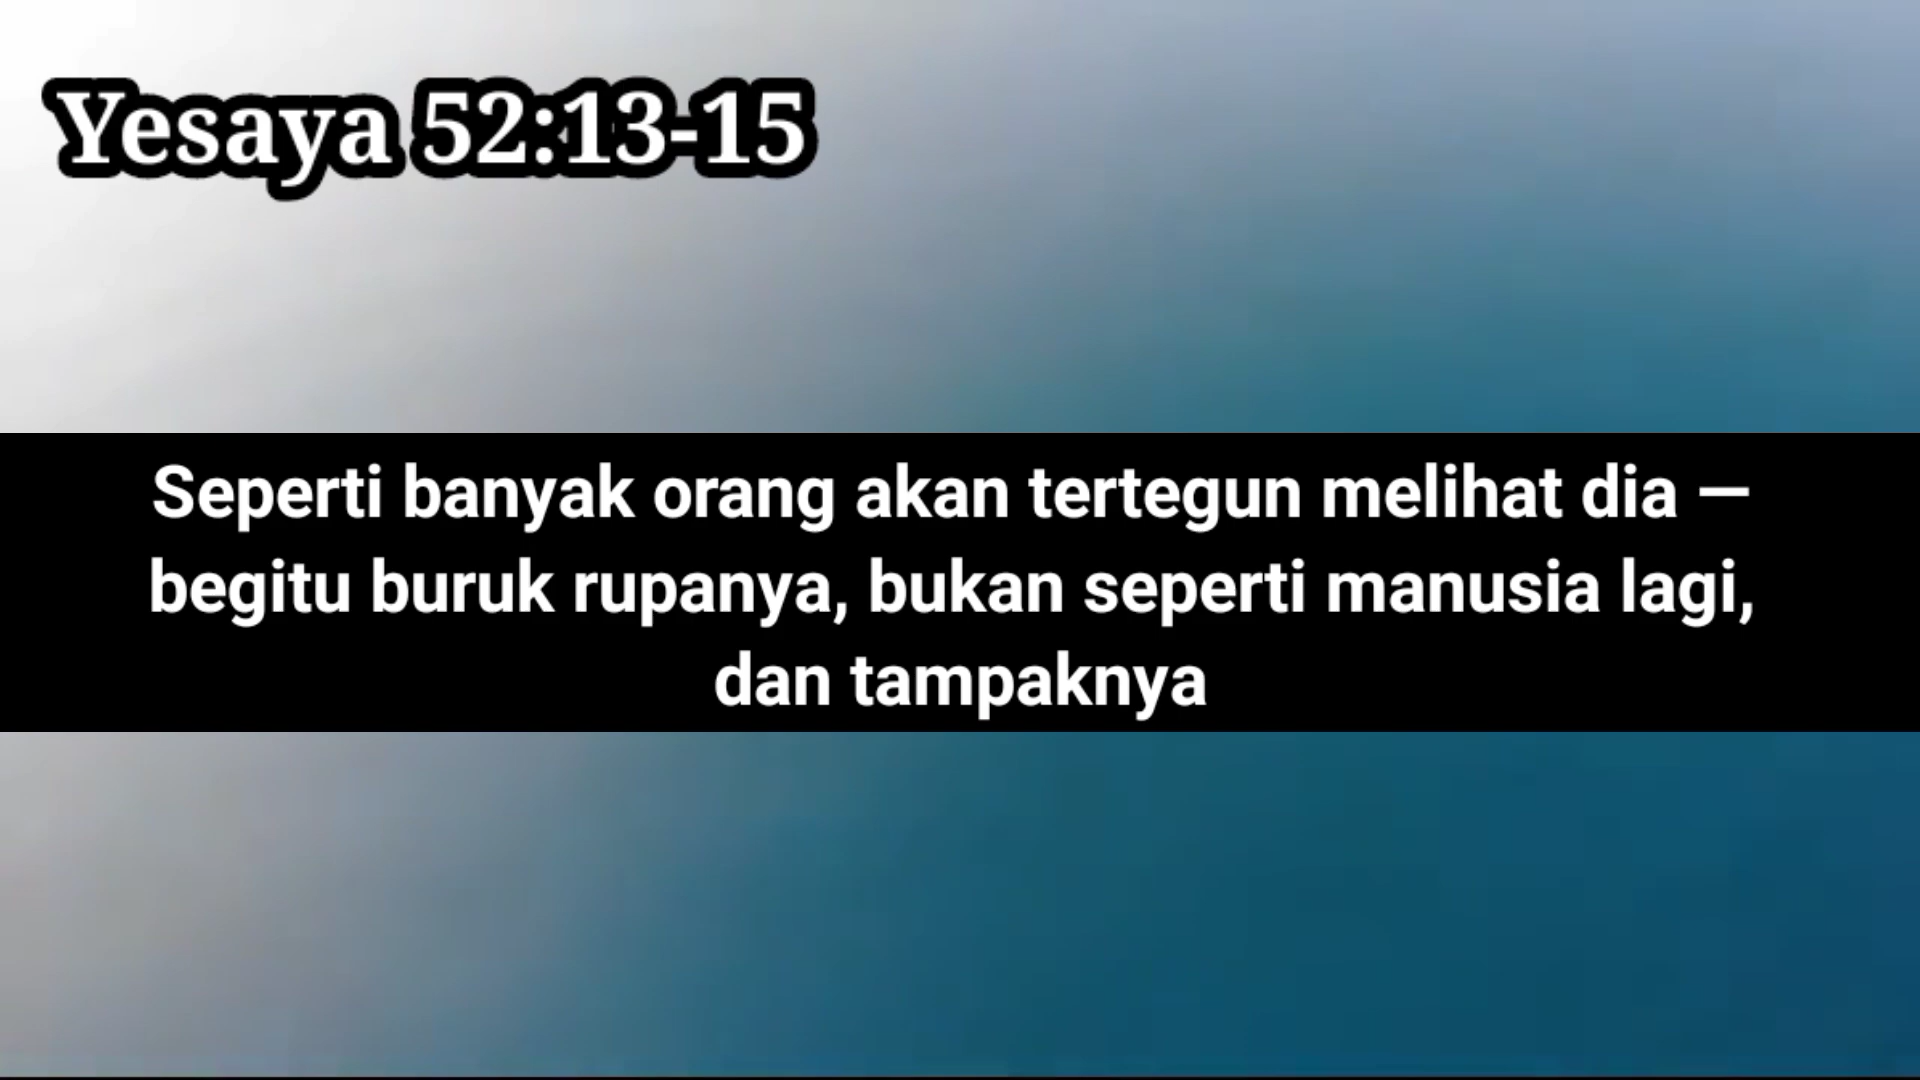 Yesaya 52:13-15
Seperti banyak orang akan tertegun melihat dia —
begitu buruk rupanya, bukan seperti manusia lagi,
dan tampaknya